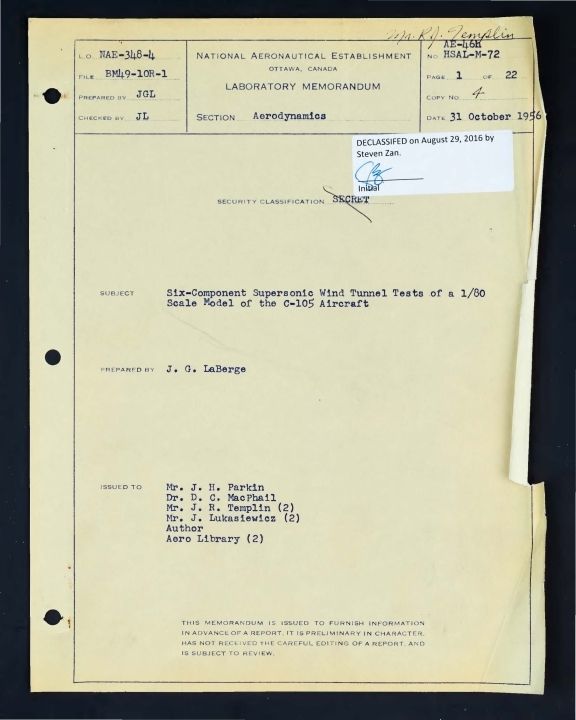 Mr. R.J. Templin
L.O. NAE-348-4
FILE BM49-10R-1
PREPARED BY JGL
CHECKED BY JL
NATIONAL AERONAUTICAL ESTABLISHMENT
OTTAWA, CANADA
LABORATORY MEMORANDUM
SECTION Aerodynamics
AE-46H
NO. HSAL-M-72
PAGE 1 OF 22
COPY NO. 4
DATE 31 October 1956
DECLASSIFED on August 29, 2016 by
Steven Zan.
Initial
SECURITY CLASSIFICATION SECRET
SUBJECT Six-Component Supersonic Wind Tunnel Tests of a 1/80
Scale Model of the C-105 Aircraft
PREPARED BY J. G. LaBerge
ISSUED TO Mr. J. H. Parkin
Dr. D. C. MacPhail
Mr. J. R. Templin (2)
Mr. J. Lukasiewicz (2)
Author
Aero Library (2)
THIS MEMORANDUM IS ISSUED TO FURNISH INFORMATION
IN ADVANCE OF A REPORT. IT IS PRELIMINARY IN CHARACTER,
HAS NOT RECEIVED THE CAREFUL EDITING OF A REPORT, AND
IS SUBJECT TO REVIEW.